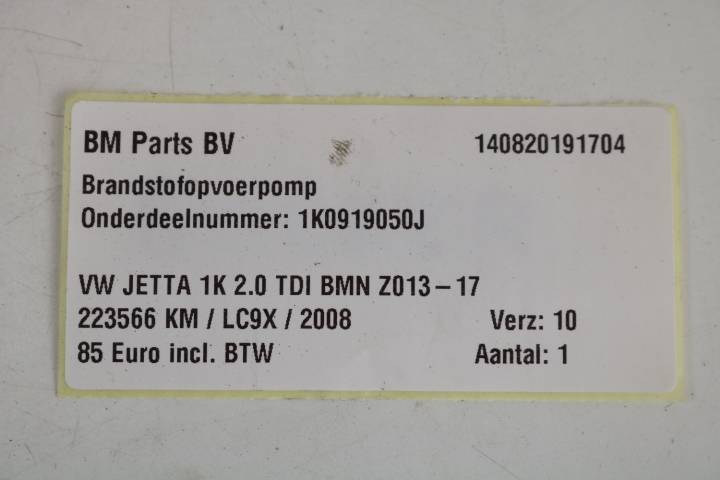 BM Parts BV 140820191704
Brandstofopvoerpomp
Onderdeelnummer: 1K0919050J
VW JETTA 1K 2.0 TDI BMN Z013-17
223566 KM / LC9X / 2008 Verz: 10
85 Euro incl. BTW Aantal: 1